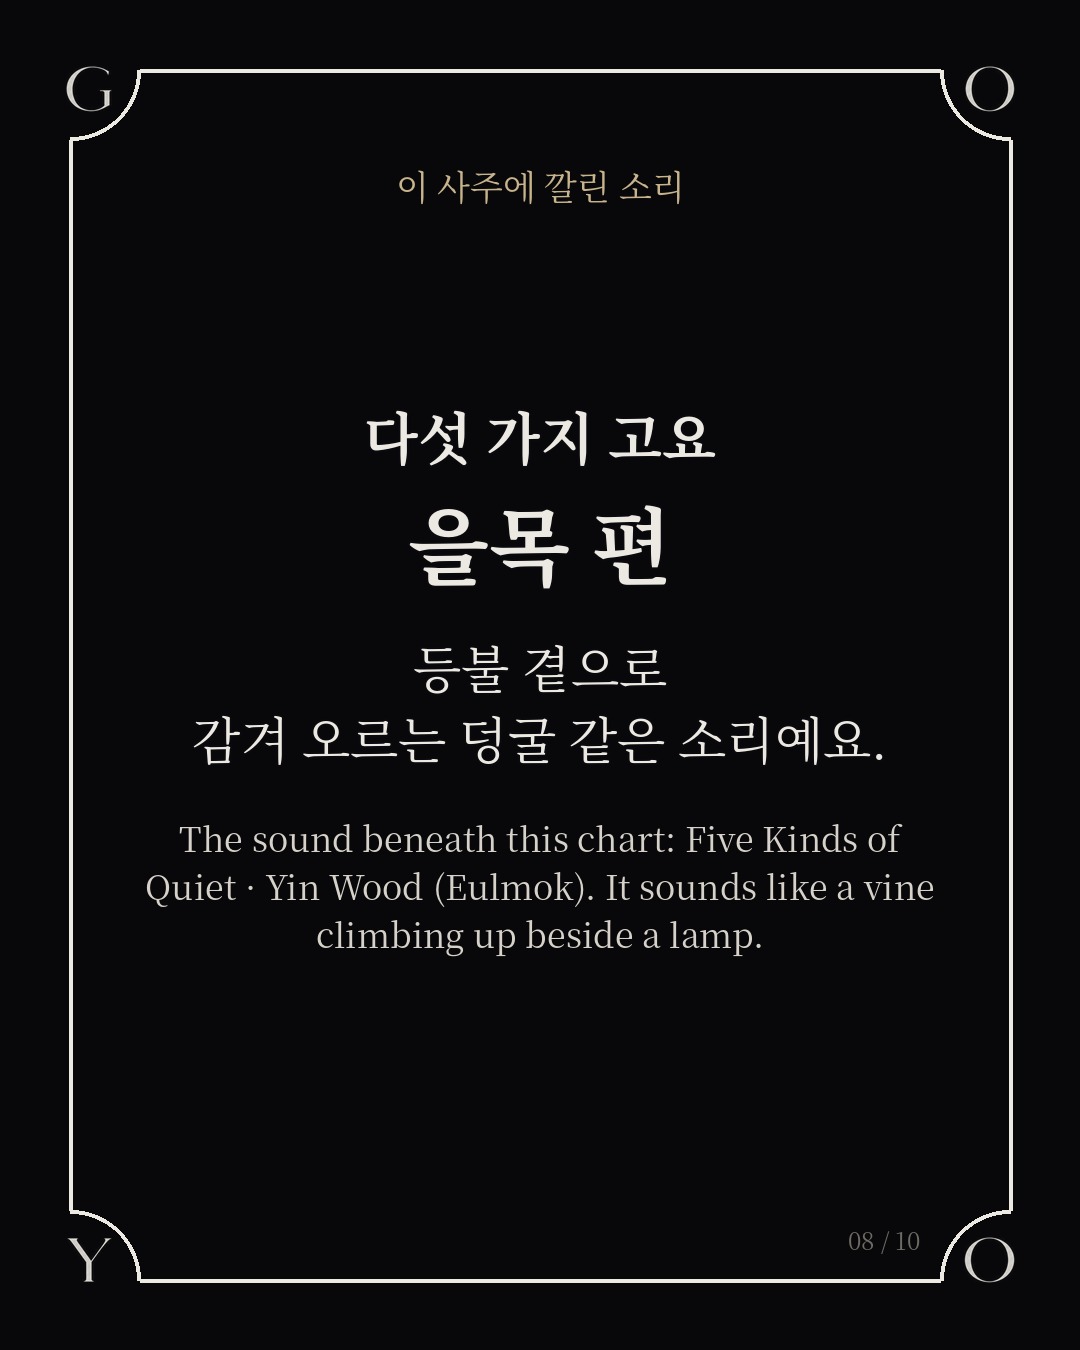 G O
이 사주에 깔린 소리
다섯 가지 고요
을목 편
등불 곁으로
감겨 오르는 덩굴 같은 소리예요.
The sound beneath this chart: Five Kinds of
Quiet · Yin Wood (Eulmok). It sounds like a vine
climbing up beside a lamp.
08 / 10
Y O